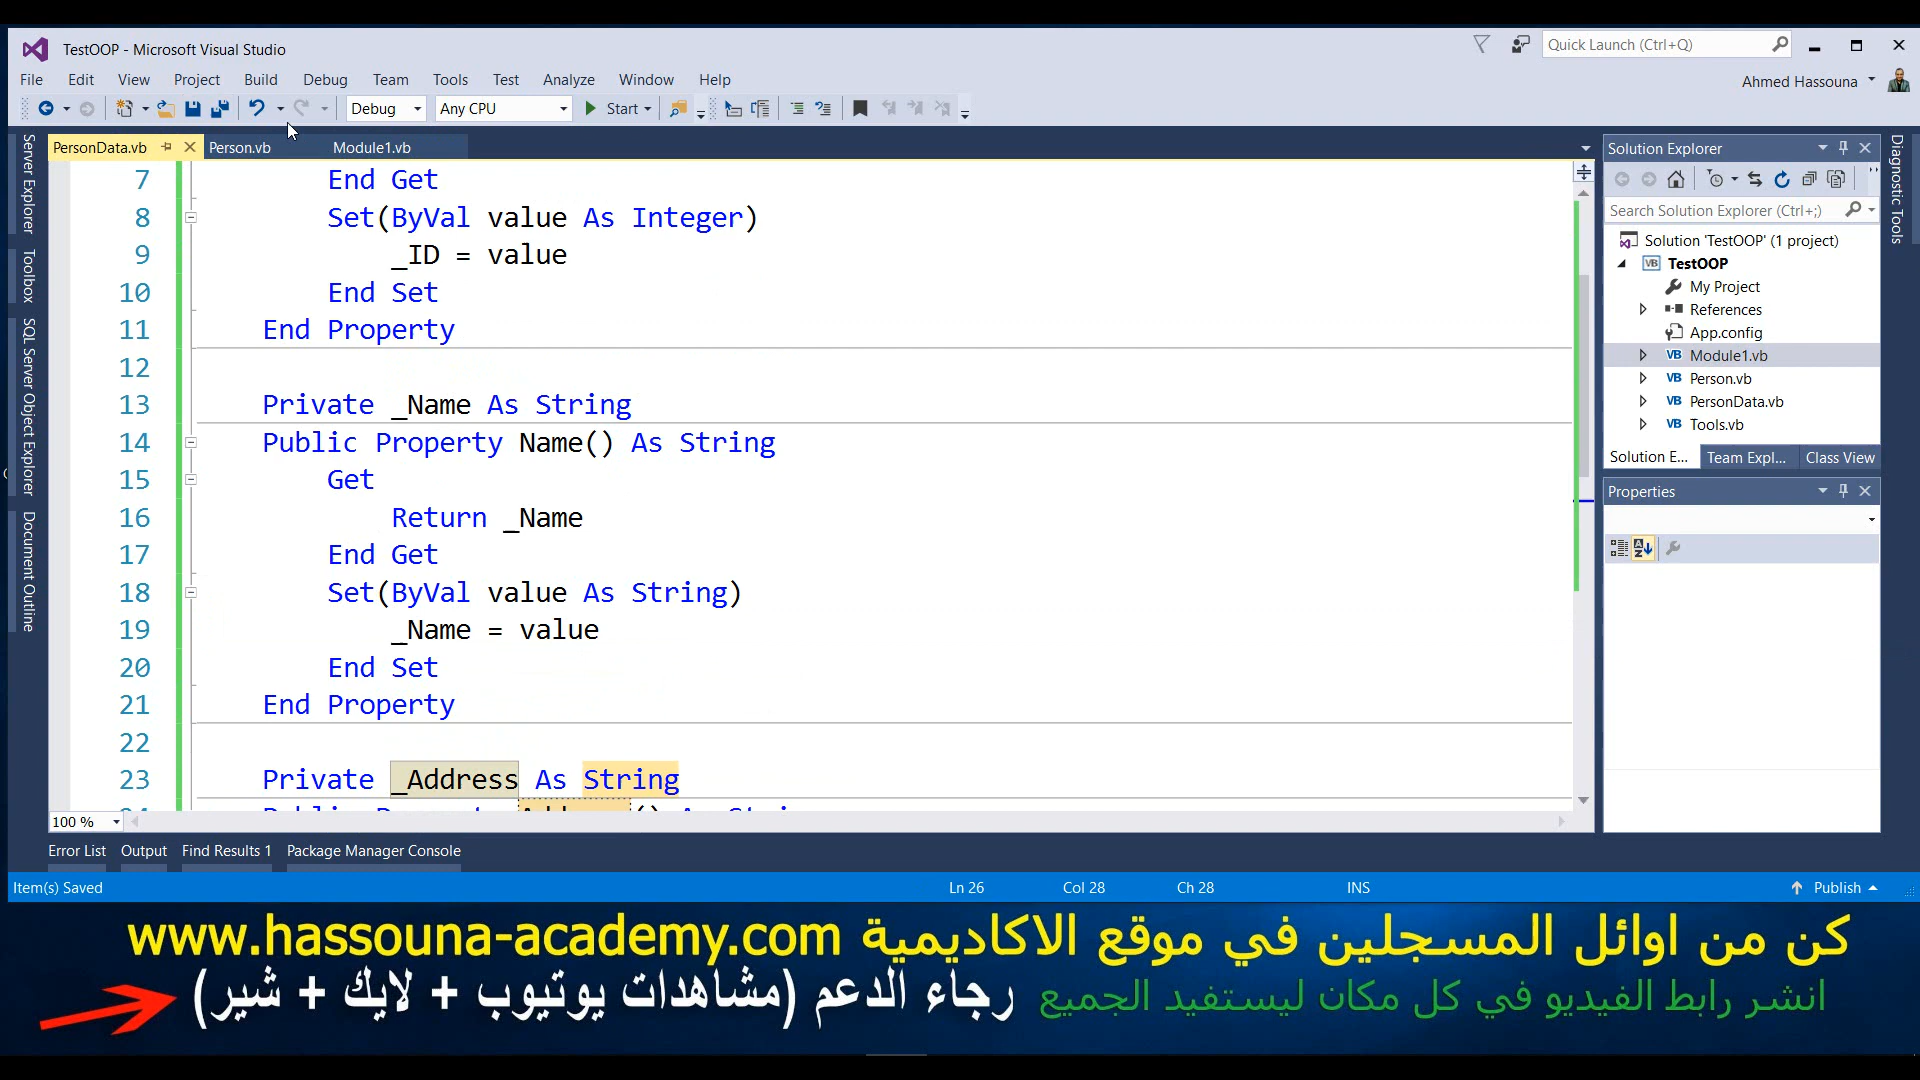 TestOOP - Microsoft Visual Studio
Quick Launch (Ctrl+Q)
File Edit View Project Build Debug Team Tools Test Analyze Window Help
Ahmed Hassouna
Debug Any CPU Start
Server Explorer
Toolbox
SQL Server Object Explorer
Document Outline
PersonData.vb Person.vb Module1.vb
7 End Get
8 Set(ByVal value As Integer)
9 _ID = value
10 End Set
11 End Property
12
13 Private _Name As String
14 Public Property Name() As String
15 Get
16 Return _Name
17 End Get
18 Set(ByVal value As String)
19 _Name = value
20 End Set
21 End Property
22
23 Private _Address As String
100 %
Solution Explorer
Search Solution Explorer (Ctrl+;)
Solution 'TestOOP' (1 project)
VB TestOOP
My Project
References
App.config
VB Module1.vb
VB Person.vb
VB PersonData.vb
VB Tools.vb
Solution E... Team Expl... Class View
Properties
Diagnostic Tools
Error List Output Find Results 1 Package Manager Console
Item(s) Saved Ln 26 Col 28 Ch 28 INS Publish
كن من اوائل المسجلين في موقع الاكاديمية www.hassouna-academy.com
انشر رابط الفيديو في كل مكان ليستفيد الجميع رجاء الدعم (مشاهدات يوتيوب + لايك + شير)